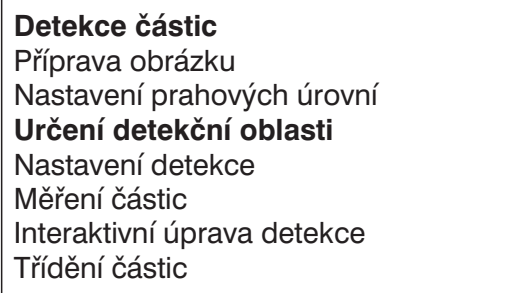 Detekce částic
Příprava obrázku
Nastavení prahových úrovní
Určení detekční oblasti
Nastavení detekce
Měření částic
Interaktivní úprava detekce
Třídění částic